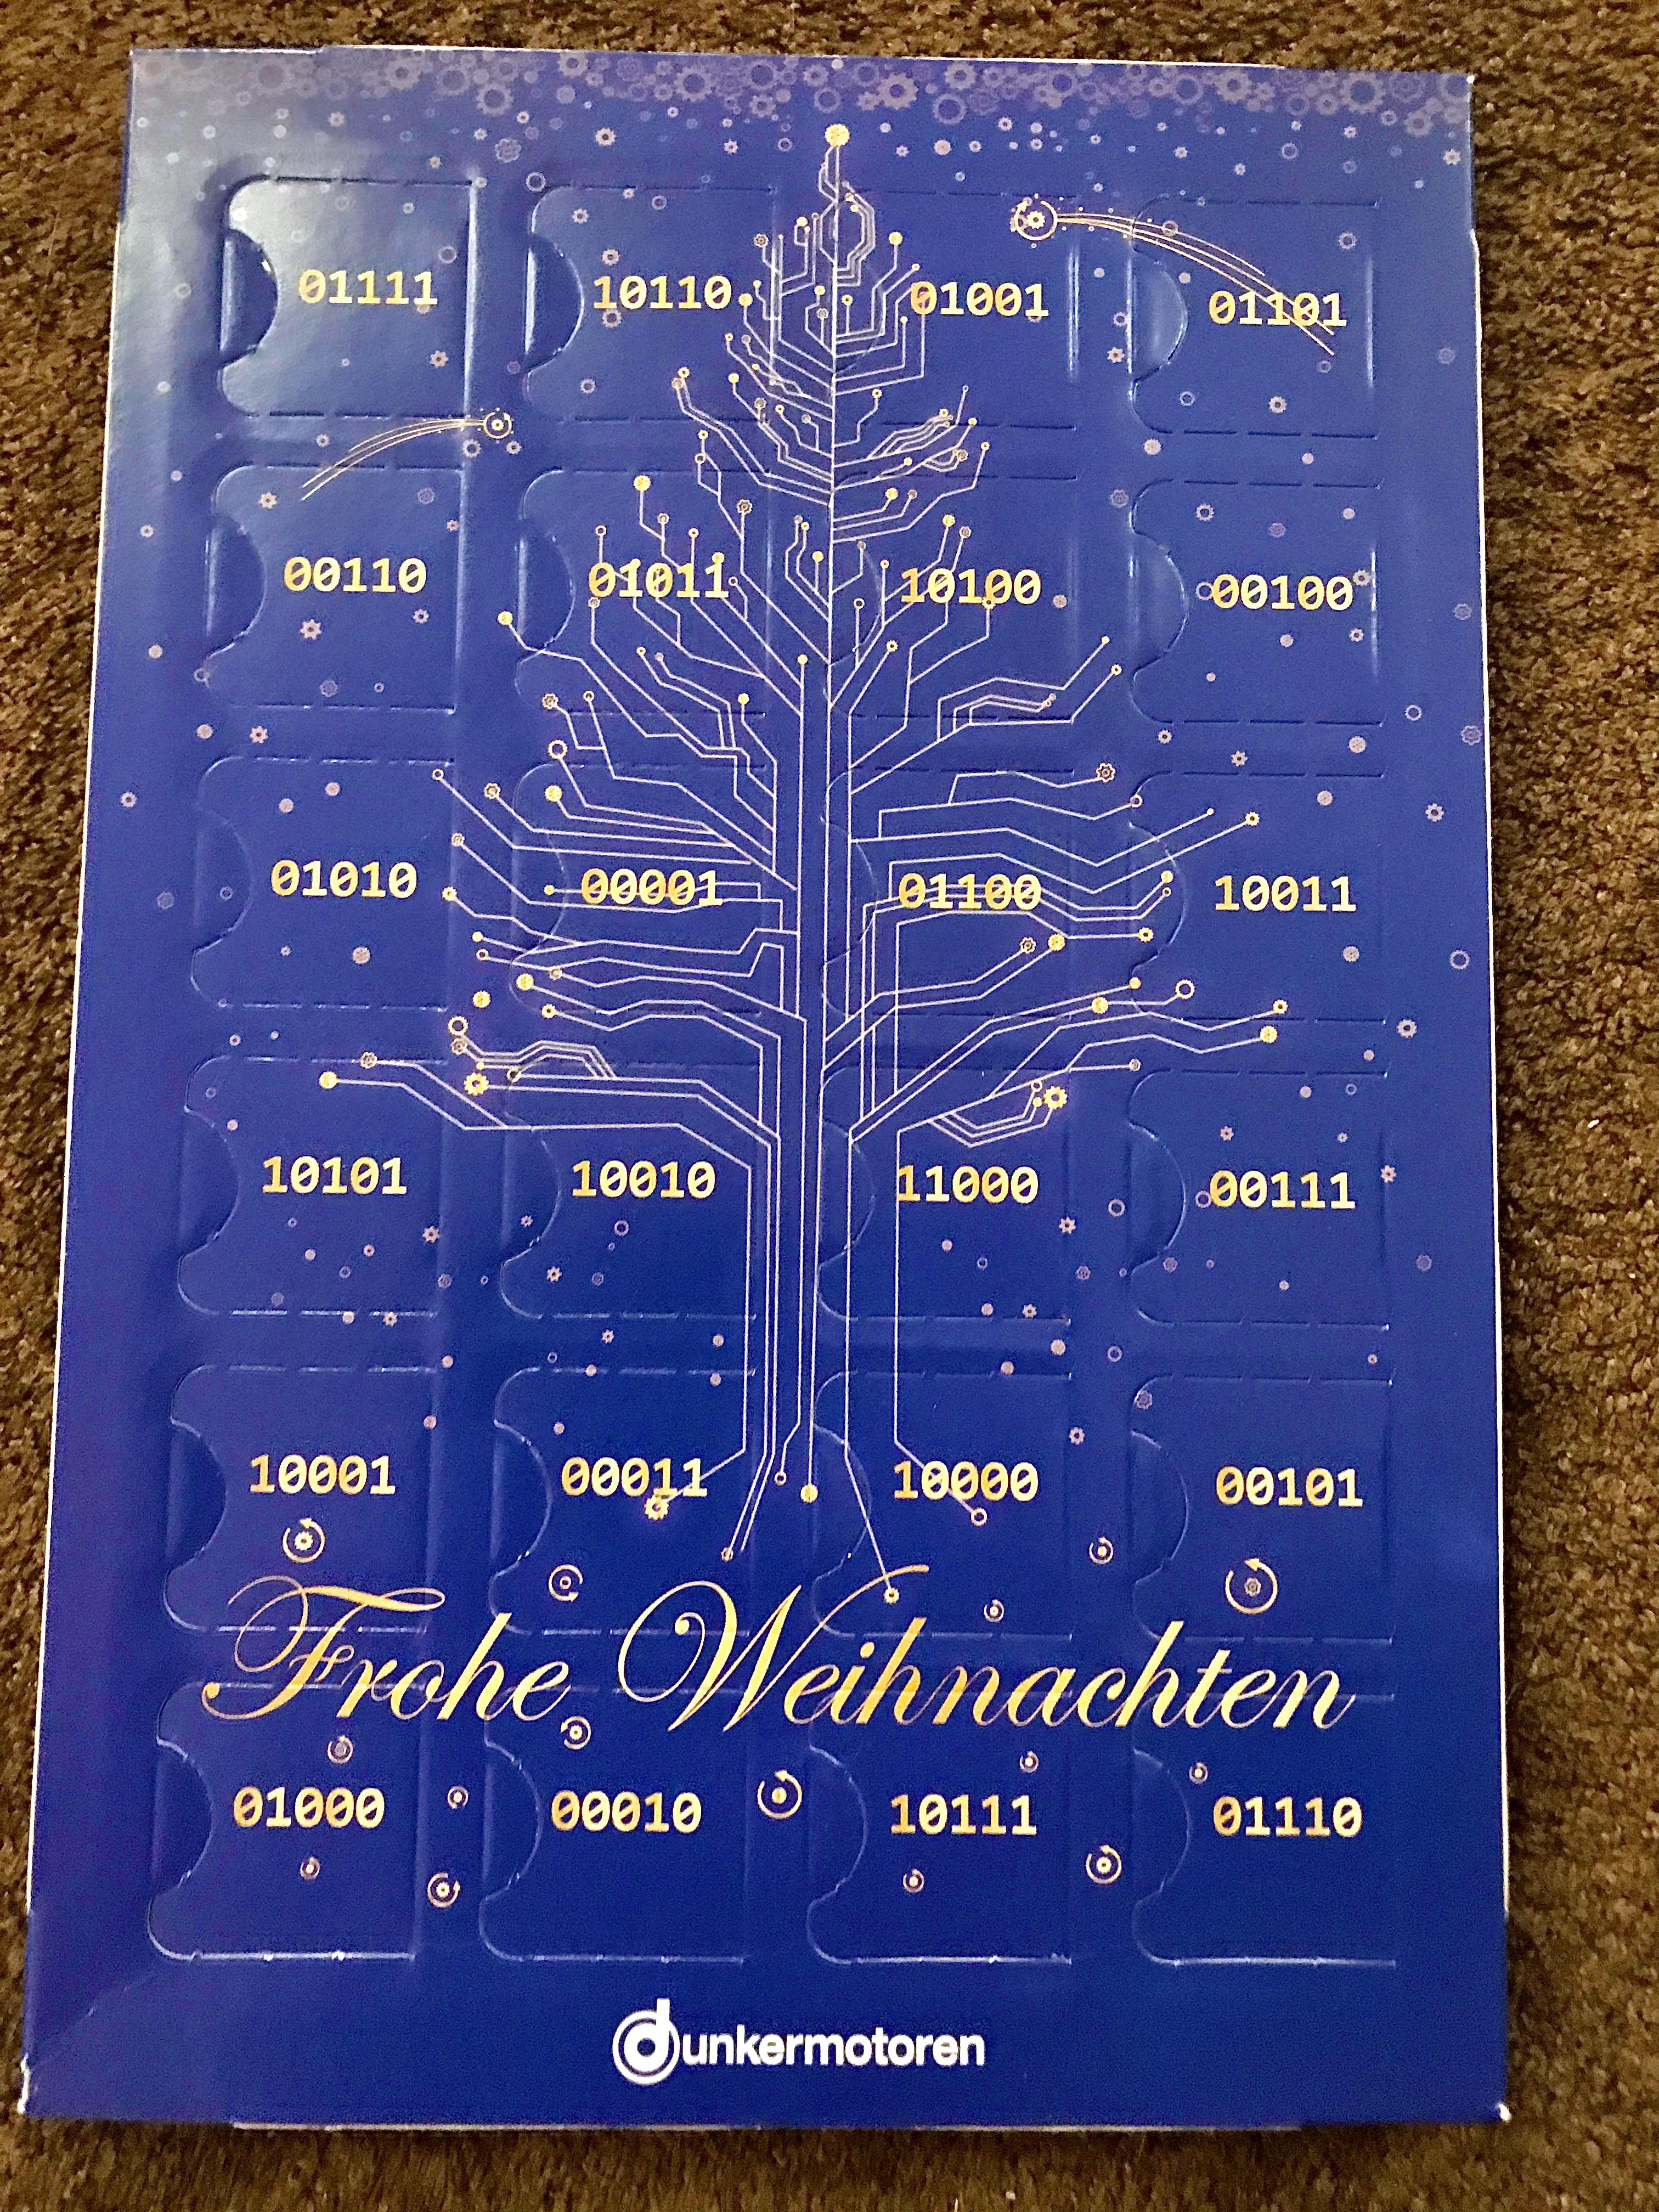 01111 10110 01001 01101
00110 01011 10100 00100
01010 00001 01100 10011
10101 10010 11000 00111
10001 00011 10000 00101
Frohe Weihnachten
01000 00010 10111 01110
dunkermotoren